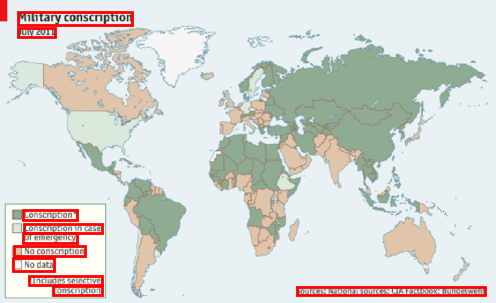 Military conscription
July 2011
Conscription*
Conscription in case
of emergency
No conscription
No data
*Includes selective
conscription
Sources: National sources; CIA Factbook; Bundeswehr